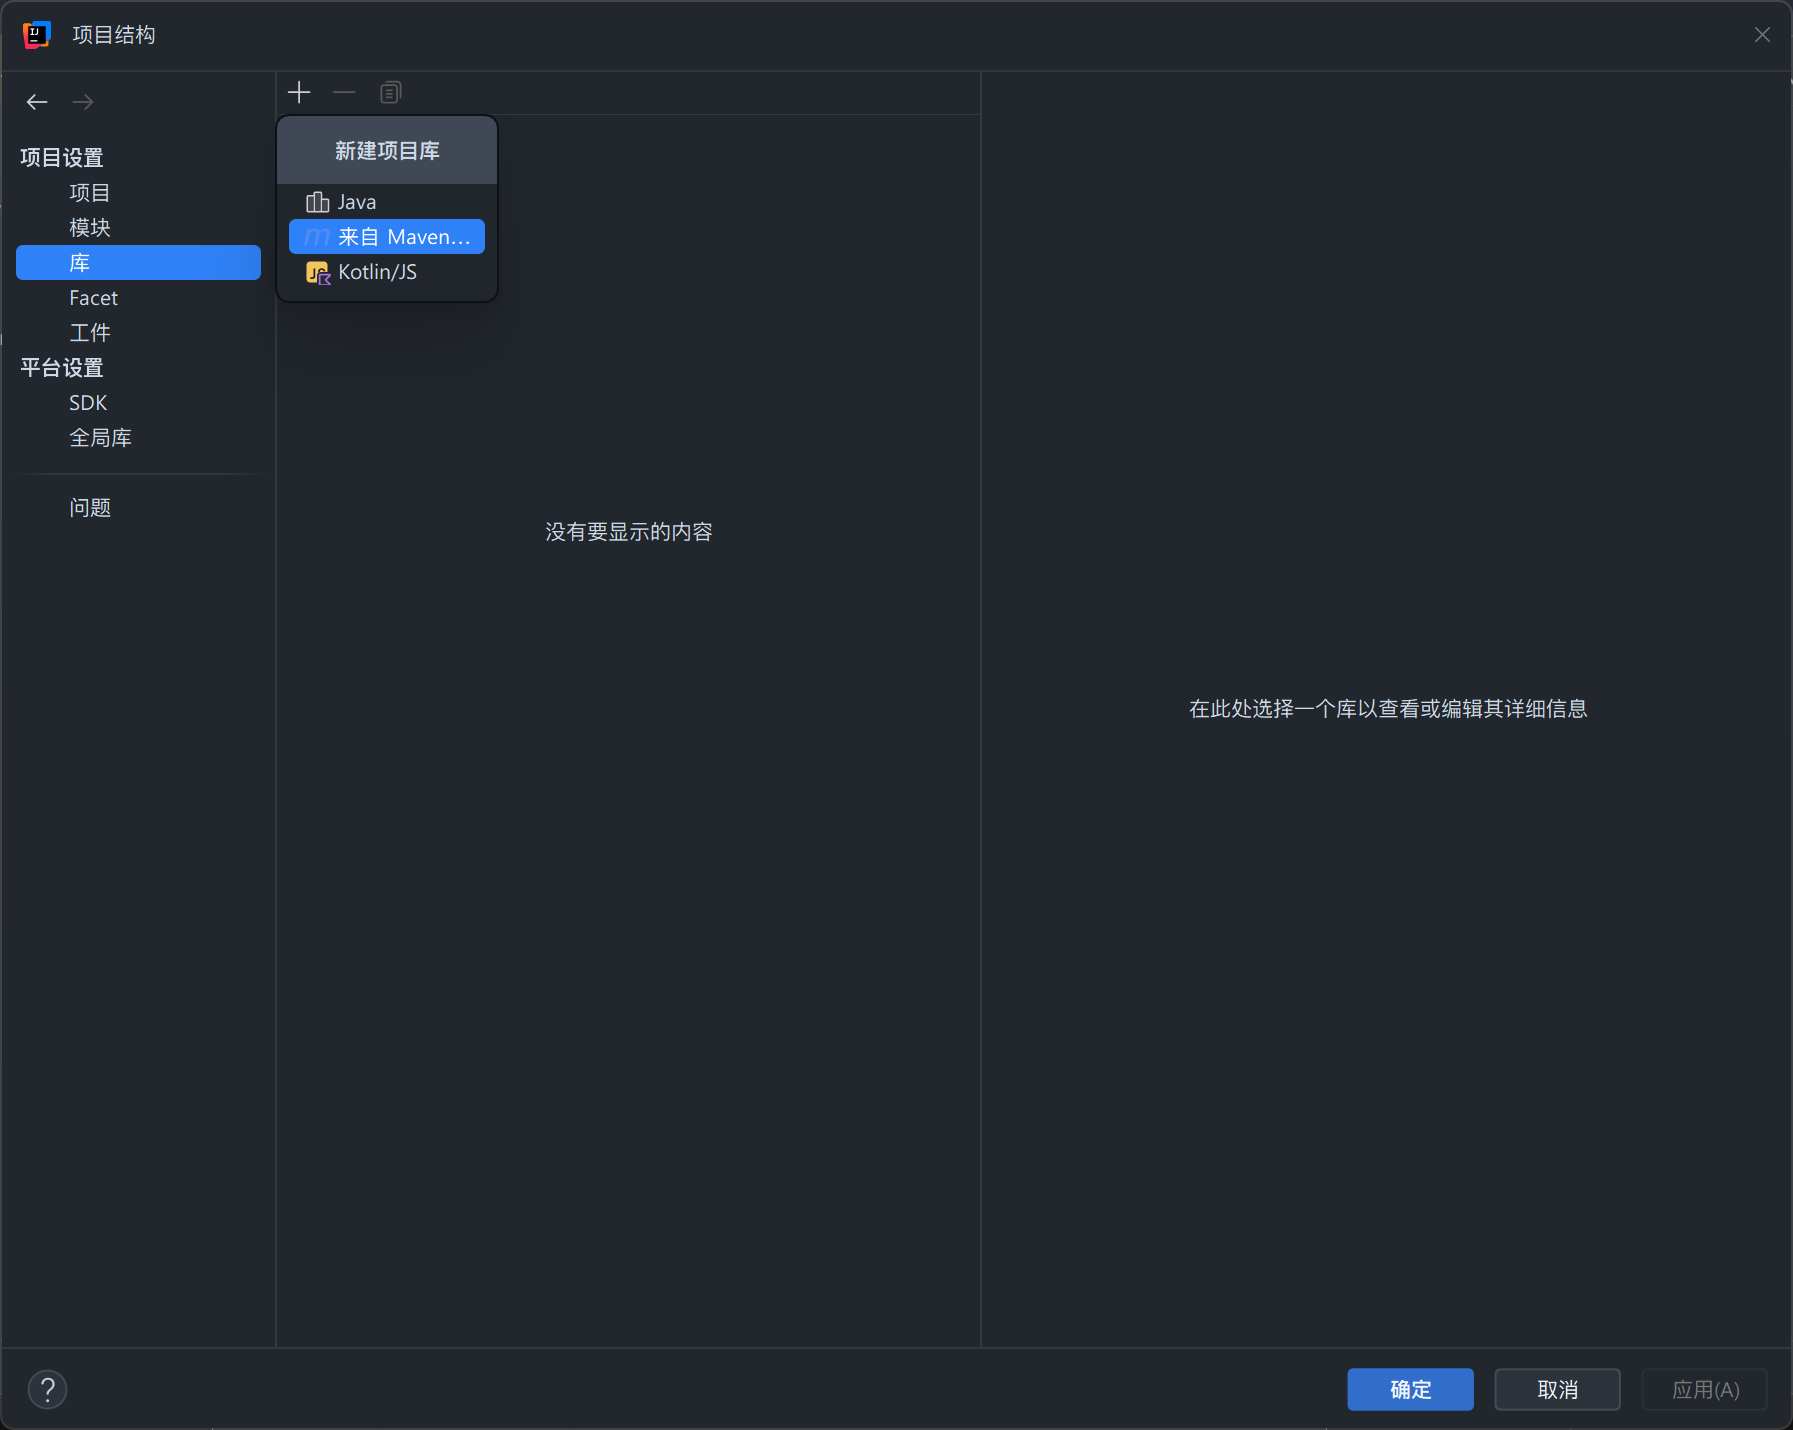 项目结构
项目设置
项目
模块
库
Facet
工件
平台设置
SDK
全局库
问题
新建项目库
Java
来自 Maven...
Kotlin/JS
没有要显示的内容
在此处选择一个库以查看或编辑其详细信息
?
确定
取消
应用(A)